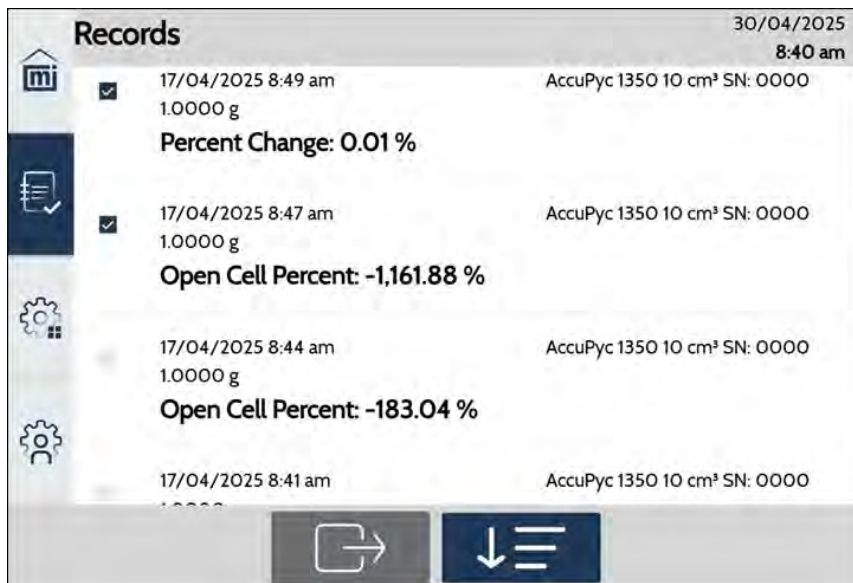 Records
30/04/2025
8:40 am
mi
17/04/2025 8:49 am AccuPyc 1350 10 cm³ SN: 0000
1.0000 g
Percent Change: 0.01 %
17/04/2025 8:47 am AccuPyc 1350 10 cm³ SN: 0000
1.0000 g
Open Cell Percent: -1,161.88 %
17/04/2025 8:44 am AccuPyc 1350 10 cm³ SN: 0000
1.0000 g
Open Cell Percent: -183.04 %
17/04/2025 8:41 am AccuPyc 1350 10 cm³ SN: 0000